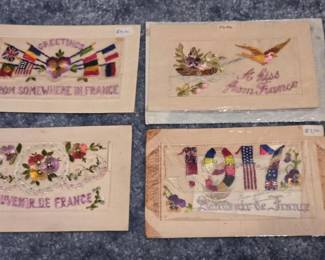 GREETINGS
FROM SOMEWHERE IN FRANCE
A Kiss
from France
SOUVENIR DE FRANCE
1917
Souvenir de France